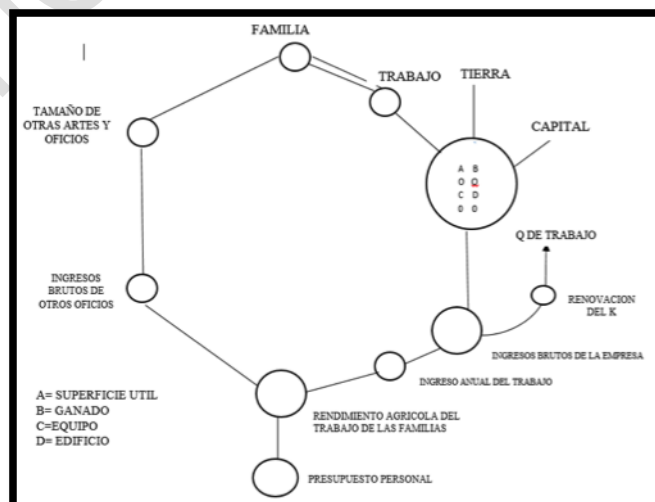 FAMILIA
TRABAJO
TIERRA
CAPITAL
TAMAÑO DE
OTRAS ARTES Y
OFICIOS
A B
O O
C D
0 0
Q DE TRABAJO
RENOVACION
DEL K
INGRESOS
BRUTOS DE
OTROS OFICIOS
INGRESOS BRUTOS DE LA EMPRESA
INGRESO ANUAL DEL TRABAJO
A= SUPERFICIE UTIL
B= GANADO
C=EQUIPO
D= EDIFICIO
RENDIMIENTO AGRICOLA DEL
TRABAJO DE LAS FAMILIAS
PRESUPUESTO PERSONAL